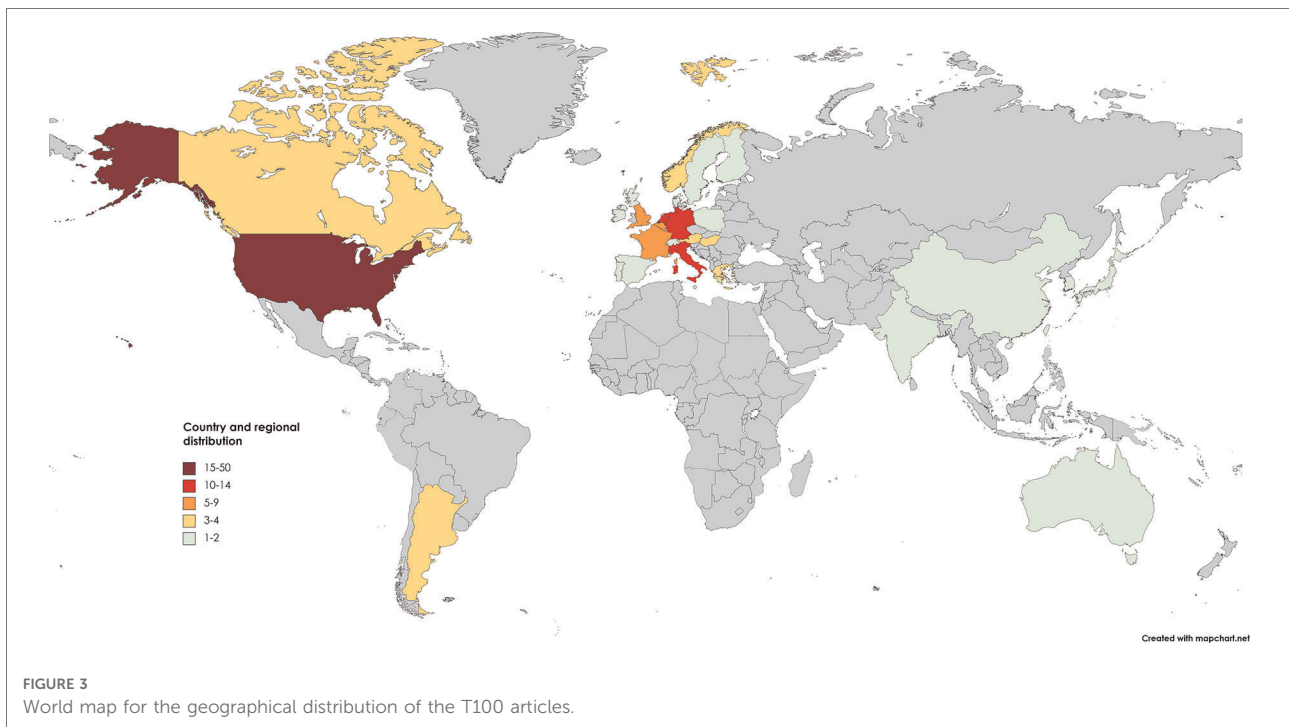 Country and regional
distribution
15-50
10-14
5-9
3-4
1-2
Created with mapchart.net
FIGURE 3
World map for the geographical distribution of the T100 articles.